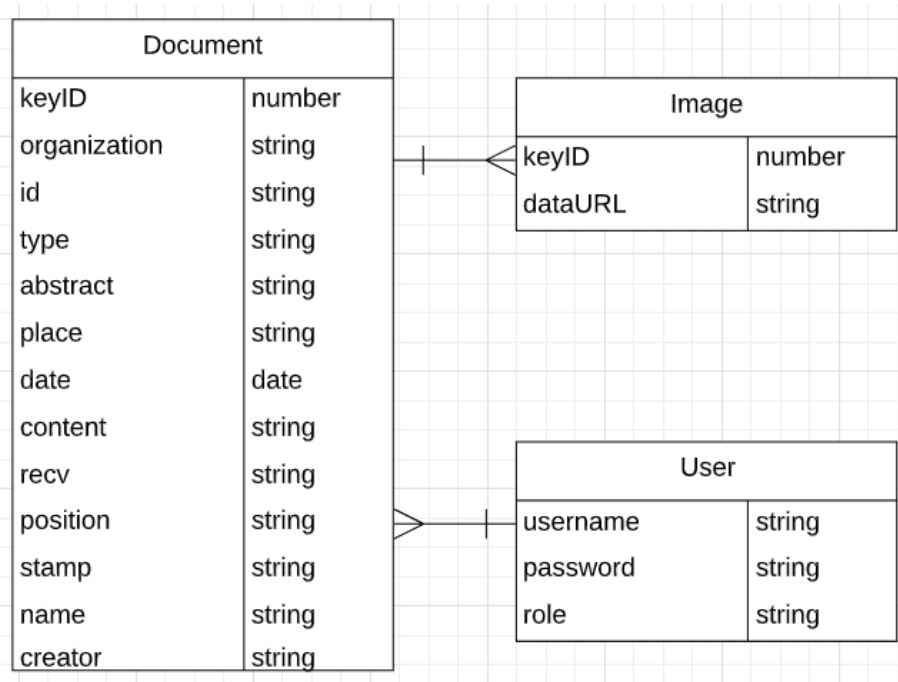 Document
keyID number
organization string
id string
type string
abstract string
place string
date date
content string
recv string
position string
stamp string
name string
creator string
Image
keyID number
dataURL string
User
username string
password string
role string